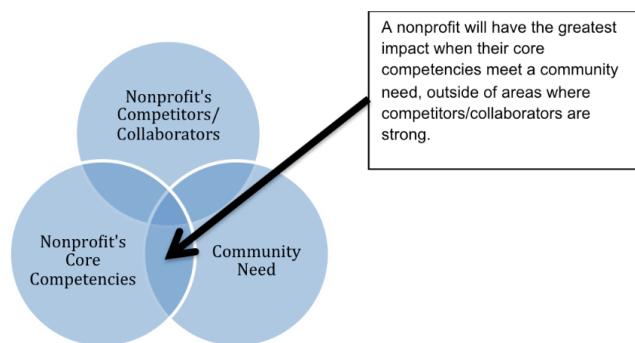 A nonprofit will have the greatest
impact when their core
competencies meet a community
need, outside of areas where
competitors/collaborators are
strong.
Nonprofit's
Competitors/
Collaborators
Nonprofit's
Core
Competencies
Community
Need